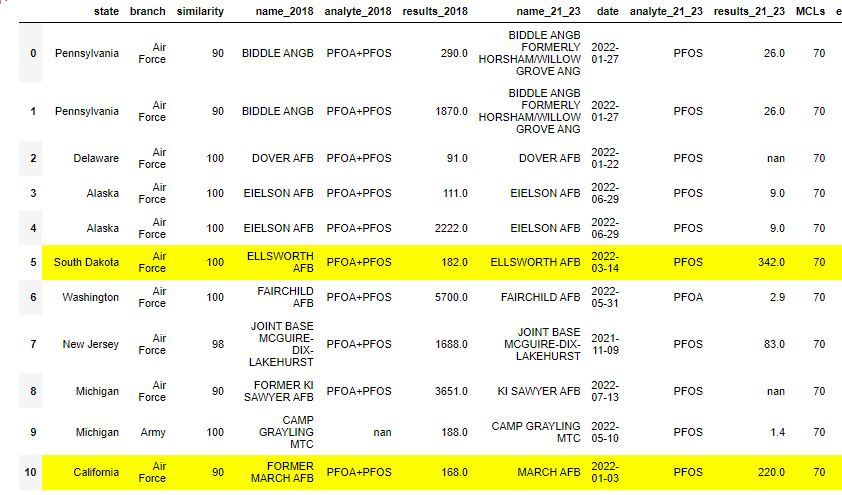 state branch similarity name_2018 analyte_2018 results_2018 name_21_23 date analyte_21_23 results_21_23 MCLs e
0 Pennsylvania Air Force 90 BIDDLE ANGB PFOA+PFOS 290.0 BIDDLE ANGB FORMERLY HORSHAM/WILLOW GROVE ANG 2022-01-27 PFOS 26.0 70
1 Pennsylvania Air Force 90 BIDDLE ANGB PFOA+PFOS 1870.0 BIDDLE ANGB FORMERLY HORSHAM/WILLOW GROVE ANG 2022-01-27 PFOS 26.0 70
2 Delaware Air Force 100 DOVER AFB PFOA+PFOS 91.0 DOVER AFB 2022-01-22 PFOS nan 70
3 Alaska Air Force 100 EIELSON AFB PFOA+PFOS 111.0 EIELSON AFB 2022-06-29 PFOS 9.0 70
4 Alaska Air Force 100 EIELSON AFB PFOA+PFOS 2222.0 EIELSON AFB 2022-06-29 PFOS 9.0 70
5 South Dakota Air Force 100 ELLSWORTH AFB PFOA+PFOS 182.0 ELLSWORTH AFB 2022-03-14 PFOS 342.0 70
6 Washington Air Force 100 FAIRCHILD AFB PFOA+PFOS 5700.0 FAIRCHILD AFB 2022-05-31 PFOA 2.9 70
7 New Jersey Air Force 98 JOINT BASE MCGUIRE-DIX-LAKEHURST PFOA+PFOS 1688.0 JOINT BASE MCGUIRE-DIX-LAKEHURST 2021-11-09 PFOS 83.0 70
8 Michigan Air Force 90 FORMER KI SAWYER AFB PFOA+PFOS 3651.0 KI SAWYER AFB 2022-07-13 PFOS nan 70
9 Michigan Army 100 CAMP GRAYLING MTC nan 188.0 CAMP GRAYLING MTC 2022-05-10 PFOS 1.4 70
10 California Air Force 90 FORMER MARCH AFB PFOA+PFOS 168.0 MARCH AFB 2022-01-03 PFOS 220.0 70